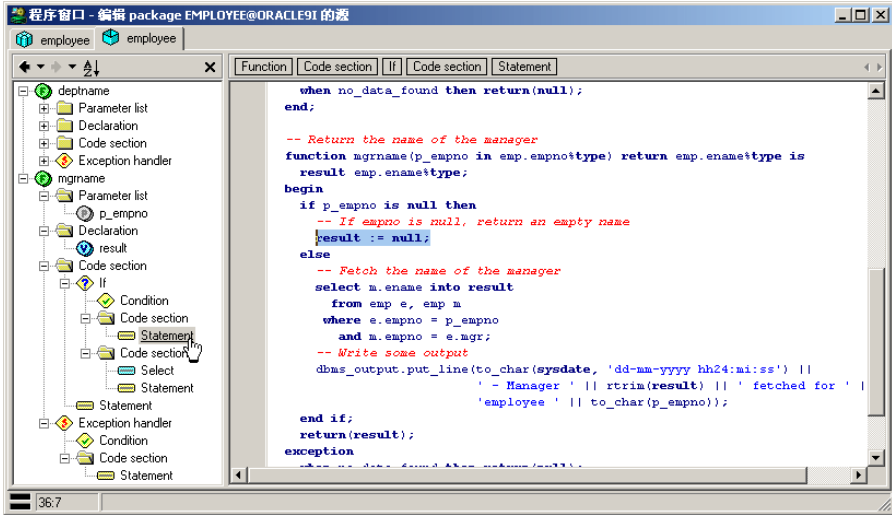 程序窗口 - 编辑 package EMPLOYEE@ORACLE9I 的源
employee employee
Function Code section If Code section Statement
deptname
Parameter list
Declaration
Code section
Exception handler
mgrname
Parameter list
p_empno
Declaration
result
Code section
If
Condition
Code section
Statement
Code section
Select
Statement
Statement
Exception handler
Condition
Code section
Statement
when no_data_found then return(null);
end;
-- Return the name of the manager
function mgrname(p_empno in emp.empno%type) return emp.ename%type is
result emp.ename%type;
begin
if p_empno is null then
-- If empno is null, return an empty name
result := null;
else
-- Fetch the name of the manager
select m.ename into result
from emp e, emp m
where e.empno = p_empno
and m.empno = e.mgr;
-- Write some output
dbms_output.put_line(to_char(sysdate, 'dd-mm-yyyy hh24:mi:ss') ||
' - Manager ' || rtrim(result) || ' fetched for ' |
'employee ' || to_char(p_empno));
end if;
return(result);
exception
when no_data_found then return(null);
36:7